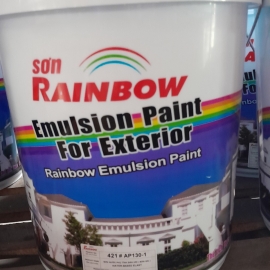 sơn
RAINBOW
Emulsion Paint
For Exterior
Rainbow Emulsion Paint
421 # AP130-1